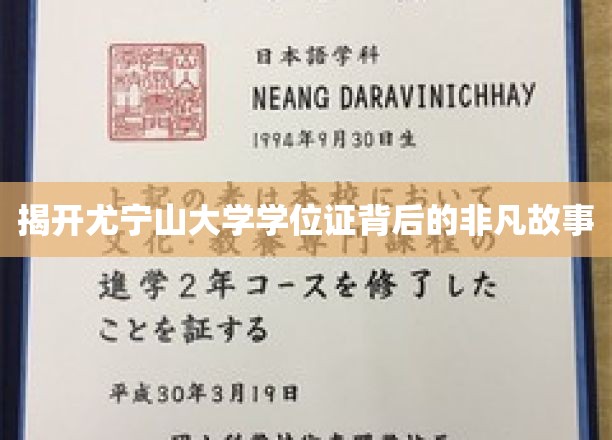 日本語学科
NEANG DARAVINICHHAY
1994年9月30日生
上記の者は本校において
揭开尤宁山大学学位证背后的非凡故事
文化・教養専門課程の
進学2年コースを修了した
ことを証する
平成30年3月19日